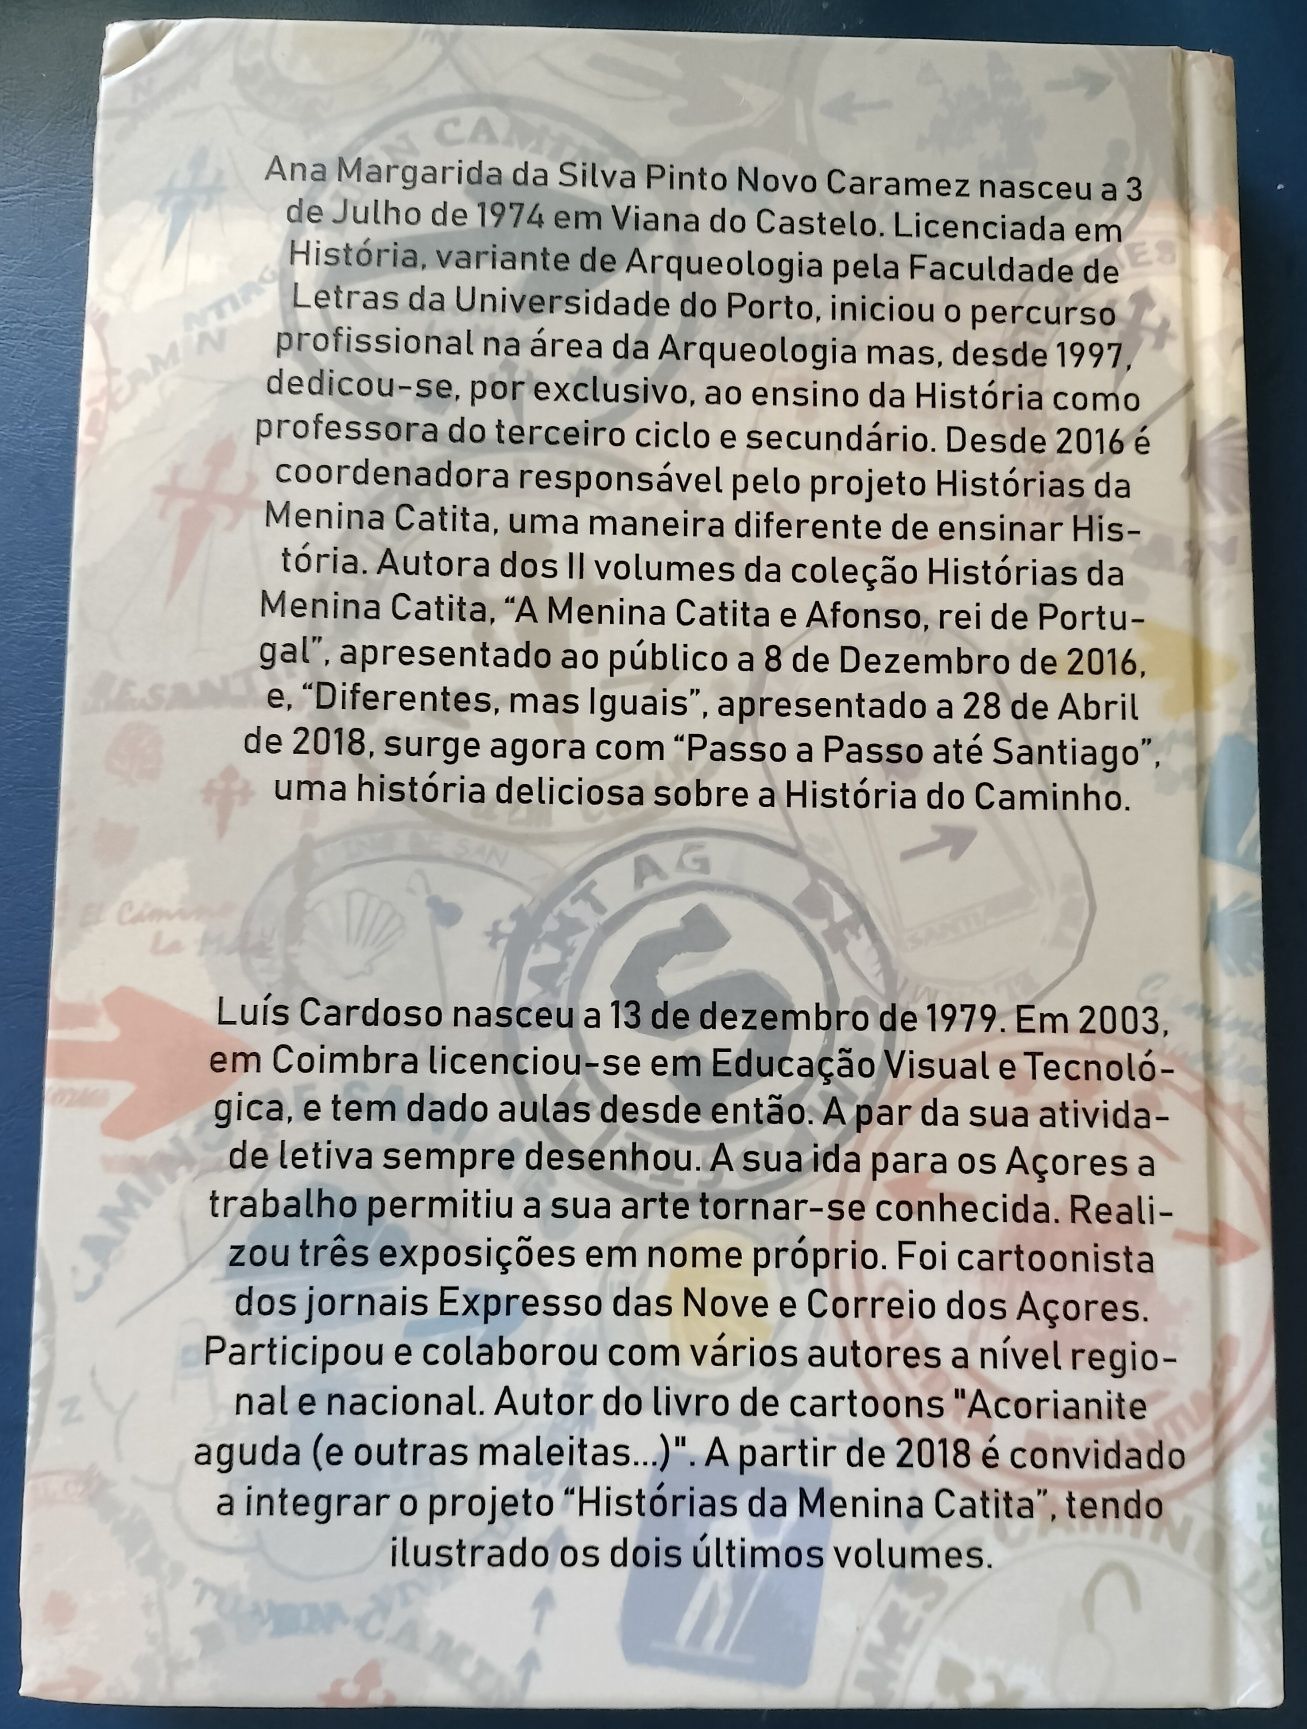 Ana Margarida da Silva Pinto Novo Caramez nasceu a 3
de Julho de 1974 em Viana do Castelo. Licenciada em
História, variante de Arqueologia pela Faculdade de
Letras da Universidade do Porto, iniciou o percurso
profissional na área da Arqueologia mas, desde 1997,
dedicou-se, por exclusivo, ao ensino da História como
professora do terceiro ciclo e secundário. Desde 2016 é
coordenadora responsável pelo projeto Histórias da
Menina Catita, uma maneira diferente de ensinar His-
tória. Autora dos II volumes da coleção Histórias da
Menina Catita, “A Menina Catita e Afonso, rei de Portu-
gal”, apresentado ao público a 8 de Dezembro de 2016,
e, “Diferentes, mas Iguais”, apresentado a 28 de Abril
de 2018, surge agora com “Passo a Passo até Santiago”,
uma história deliciosa sobre a História do Caminho.
Luís Cardoso nasceu a 13 de dezembro de 1979. Em 2003,
em Coimbra licenciou-se em Educação Visual e Tecnoló-
gica, e tem dado aulas desde então. A par da sua ativida-
de letiva sempre desenhou. A sua ida para os Açores a
trabalho permitiu a sua arte tornar-se conhecida. Reali-
zou três exposições em nome próprio. Foi cartoonista
dos jornais Expresso das Nove e Correio dos Açores.
Participou e colaborou com vários autores a nível regio-
nal e nacional. Autor do livro de cartoons "Acorianite
aguda (e outras maleitas...)". A partir de 2018 é convidado
a integrar o projeto “Histórias da Menina Catita”, tendo
ilustrado os dois últimos volumes.